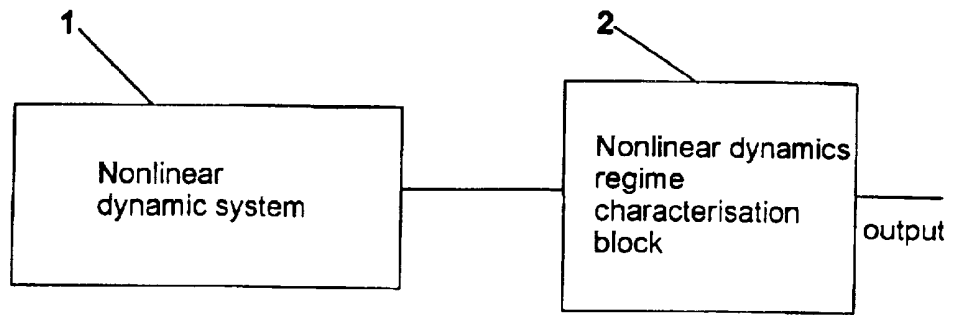 1
2
Nonlinear
dynamic system
Nonlinear dynamics
regime
characterisation
block
output